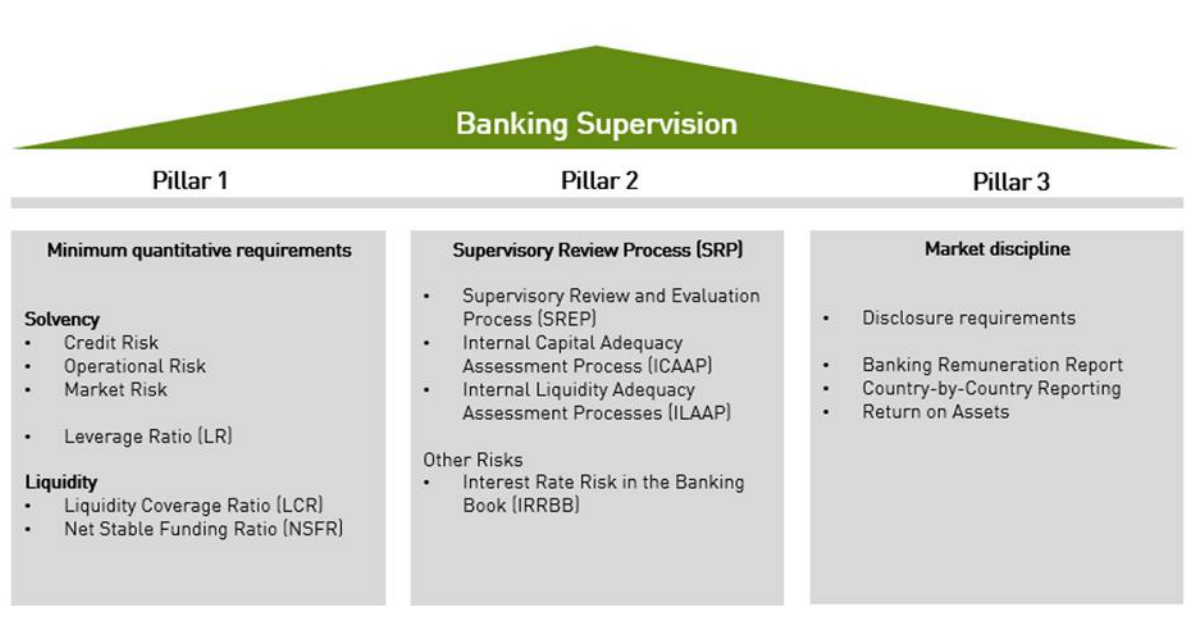 Banking Supervision
Pillar 1
Pillar 2
Pillar 3
Minimum quantitative requirements
Solvency
• Credit Risk
• Operational Risk
• Market Risk
• Leverage Ratio (LR)
Liquidity
• Liquidity Coverage Ratio (LCR)
• Net Stable Funding Ratio (NSFR)
Supervisory Review Process (SRP)
• Supervisory Review and Evaluation
Process (SREP)
• Internal Capital Adequacy
Assessment Process (ICAAP)
• Internal Liquidity Adequacy
Assessment Processes (ILAAP)
Other Risks
• Interest Rate Risk in the Banking
Book (IRRBB)
Market discipline
• Disclosure requirements
• Banking Remuneration Report
• Country-by-Country Reporting
• Return on Assets